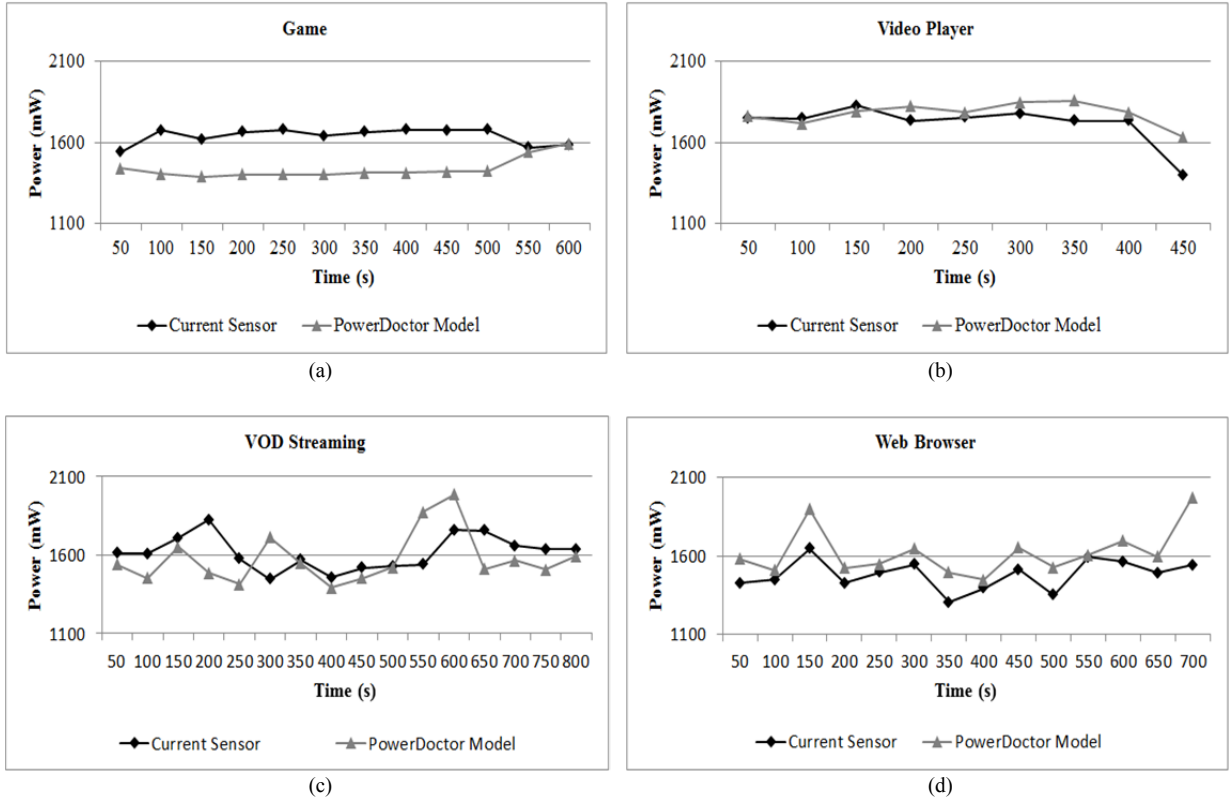 Game
2100
1600
1100
Power (mW)
50 100 150 200 250 300 350 400 450 500 550 600
Time (s)
Current Sensor PowerDoctor Model
(a)
Video Player
2100
1600
1100
Power (mW)
50 100 150 200 250 300 350 400 450
Time (s)
Current Sensor PowerDoctor Model
(b)
VOD Streaming
2100
1600
1100
Power (mW)
50 100 150 200 250 300 350 400 450 500 550 600 650 700 750 800
Time (s)
Current Sensor PowerDoctor Model
(c)
Web Browser
2100
1600
1100
Power (mW)
50 100 150 200 250 300 350 400 450 500 550 600 650 700
Time (s)
Current Sensor PowerDoctor Model
(d)